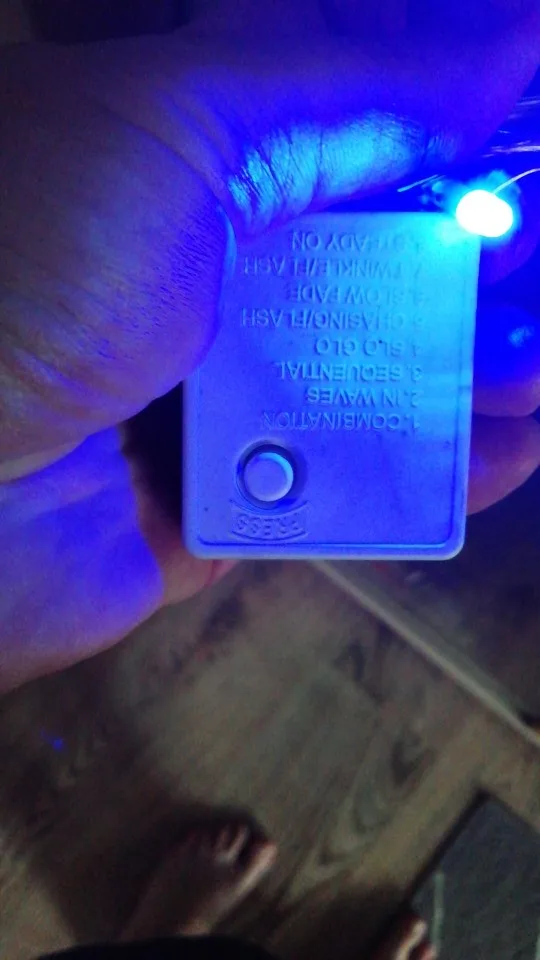 PRESS
1.COMBINATION
2.IN WAVES
3.SEQUENTIAL
4.SLO GLO
5.CHASING/FLASH
6.SLOW FADE
7.TWINKLE/FLASH
8.STEADY ON